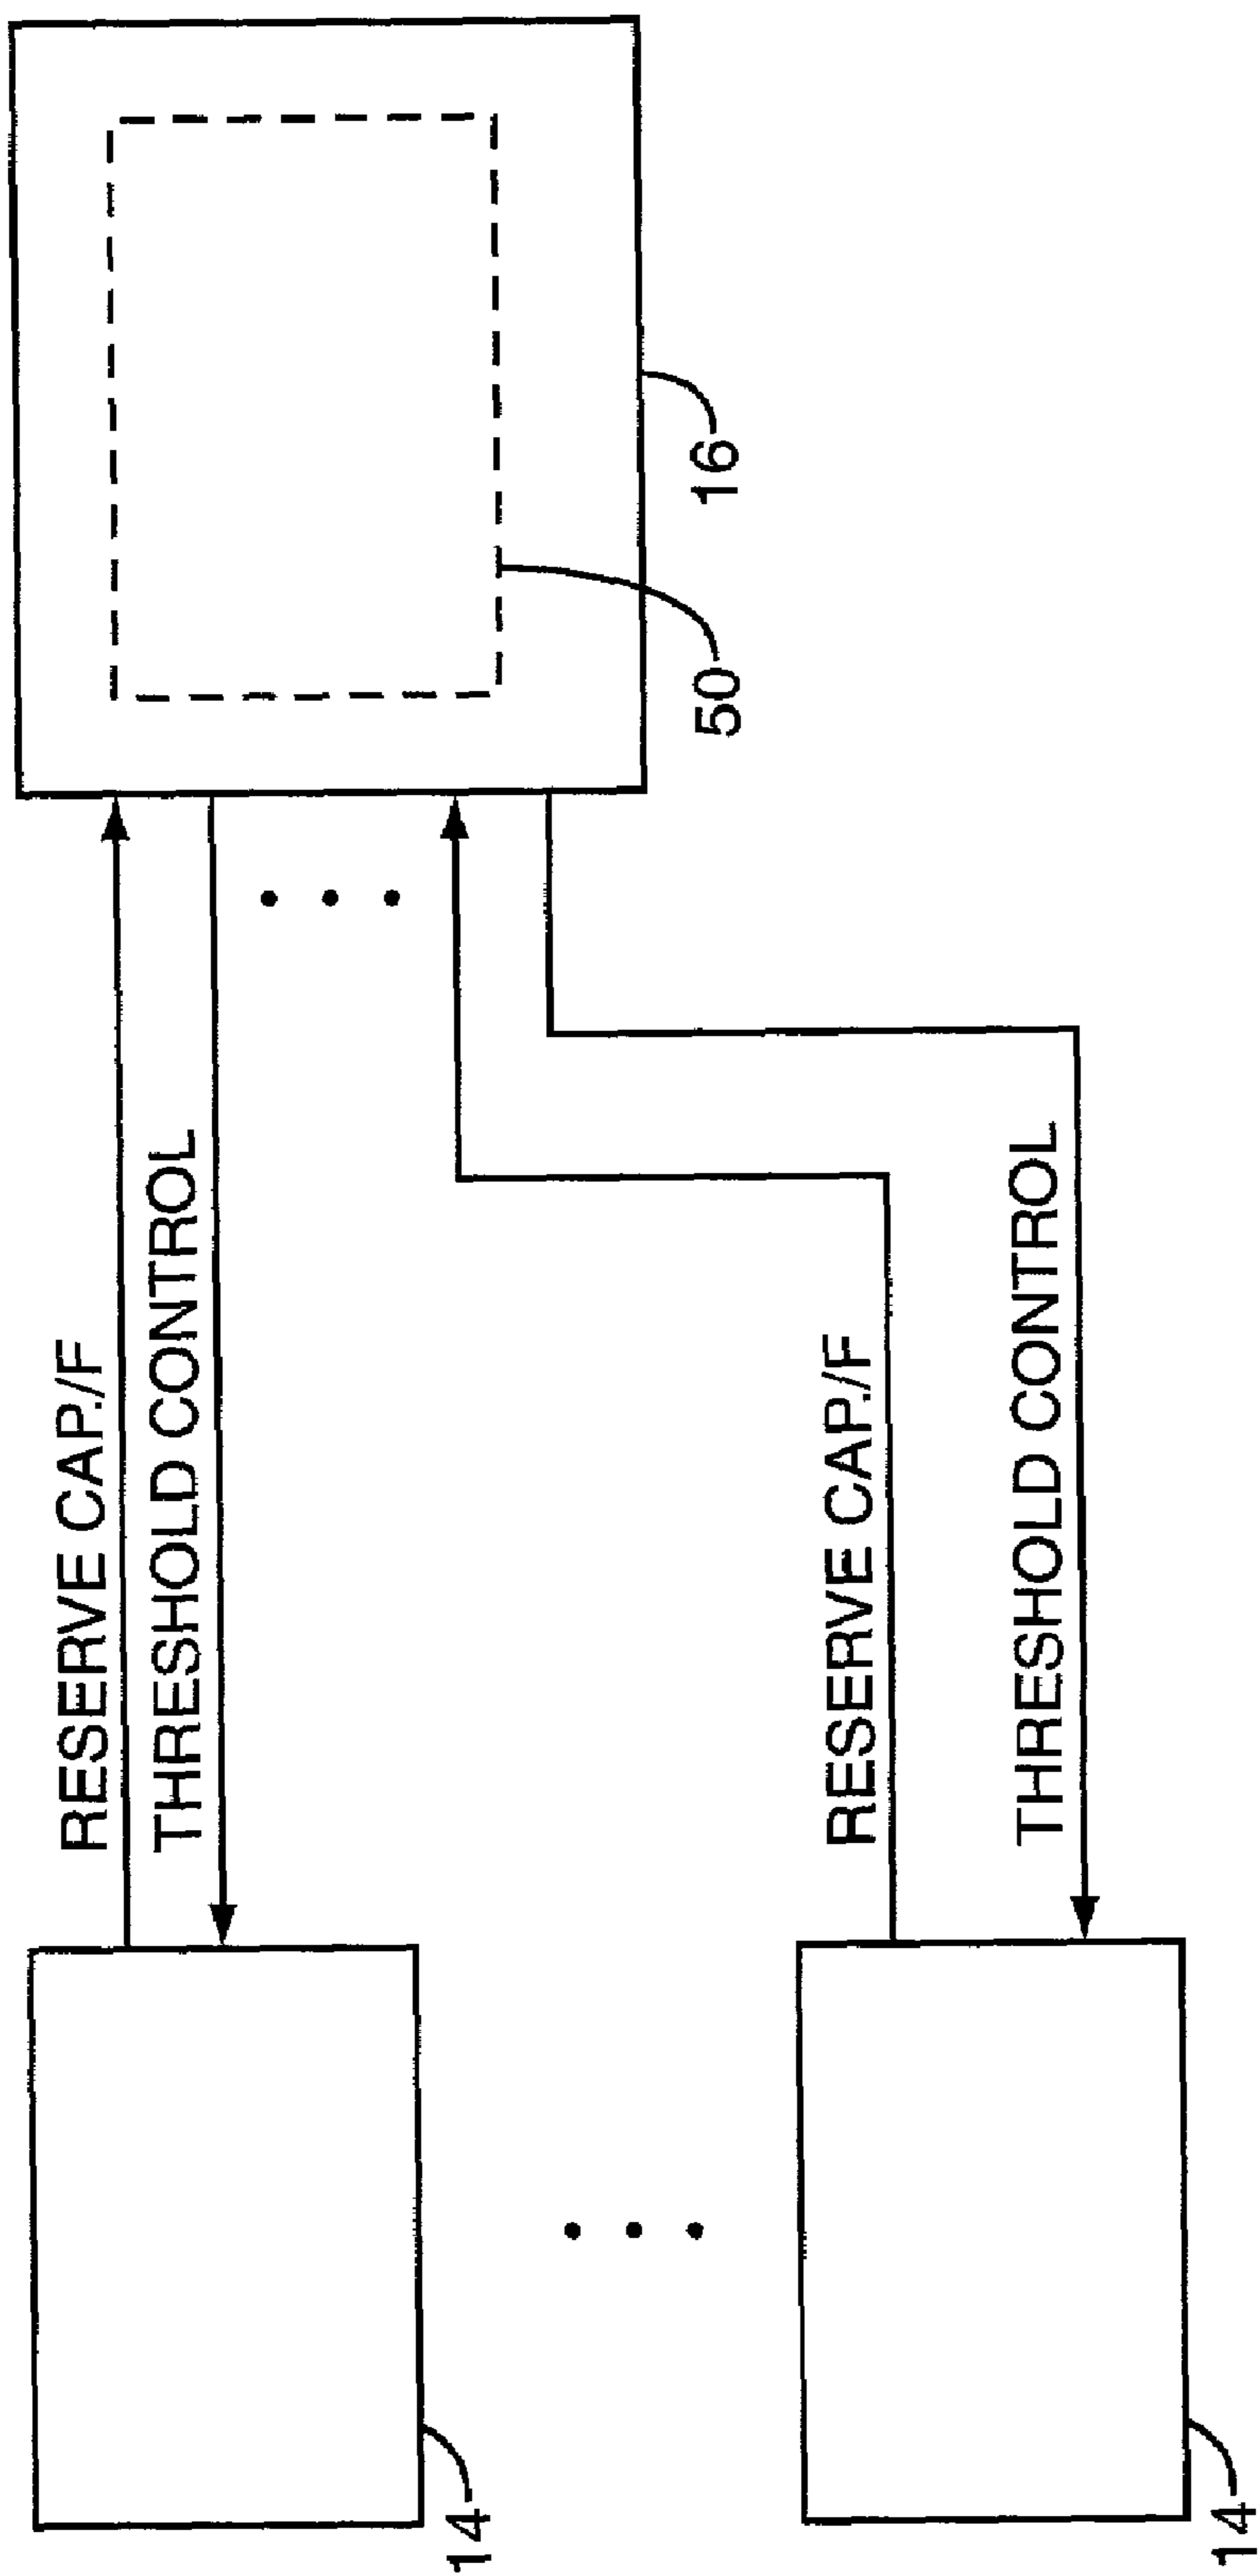 RESERVE CAP./F
THRESHOLD CONTROL
14
50
16
RESERVE CAP./F
THRESHOLD CONTROL
14